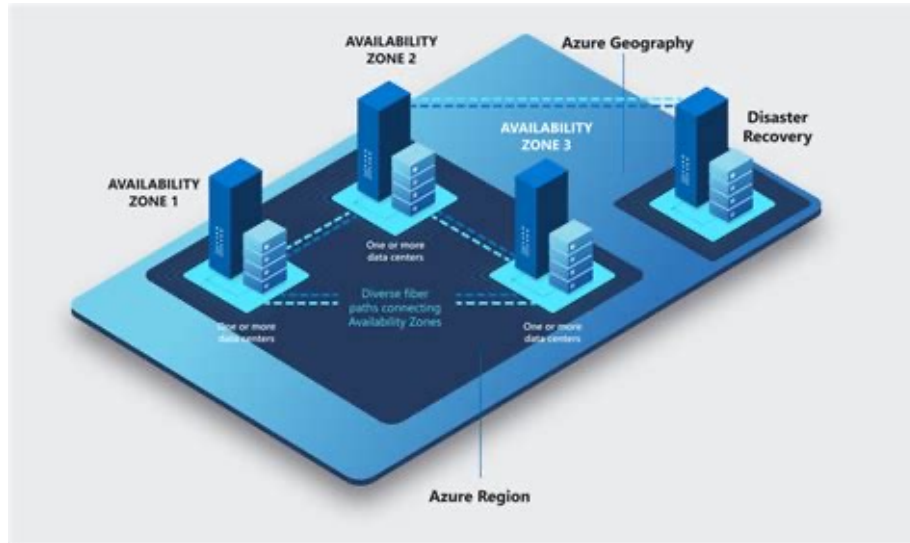 AVAILABILITY
ZONE 2
Azure Geography
Disaster
Recovery
AVAILABILITY
ZONE 3
AVAILABILITY
ZONE 1
One or more
data centers
Diverse fiber
paths connecting
Availability Zones
One or more
data centers
One or more
data centers
Azure Region